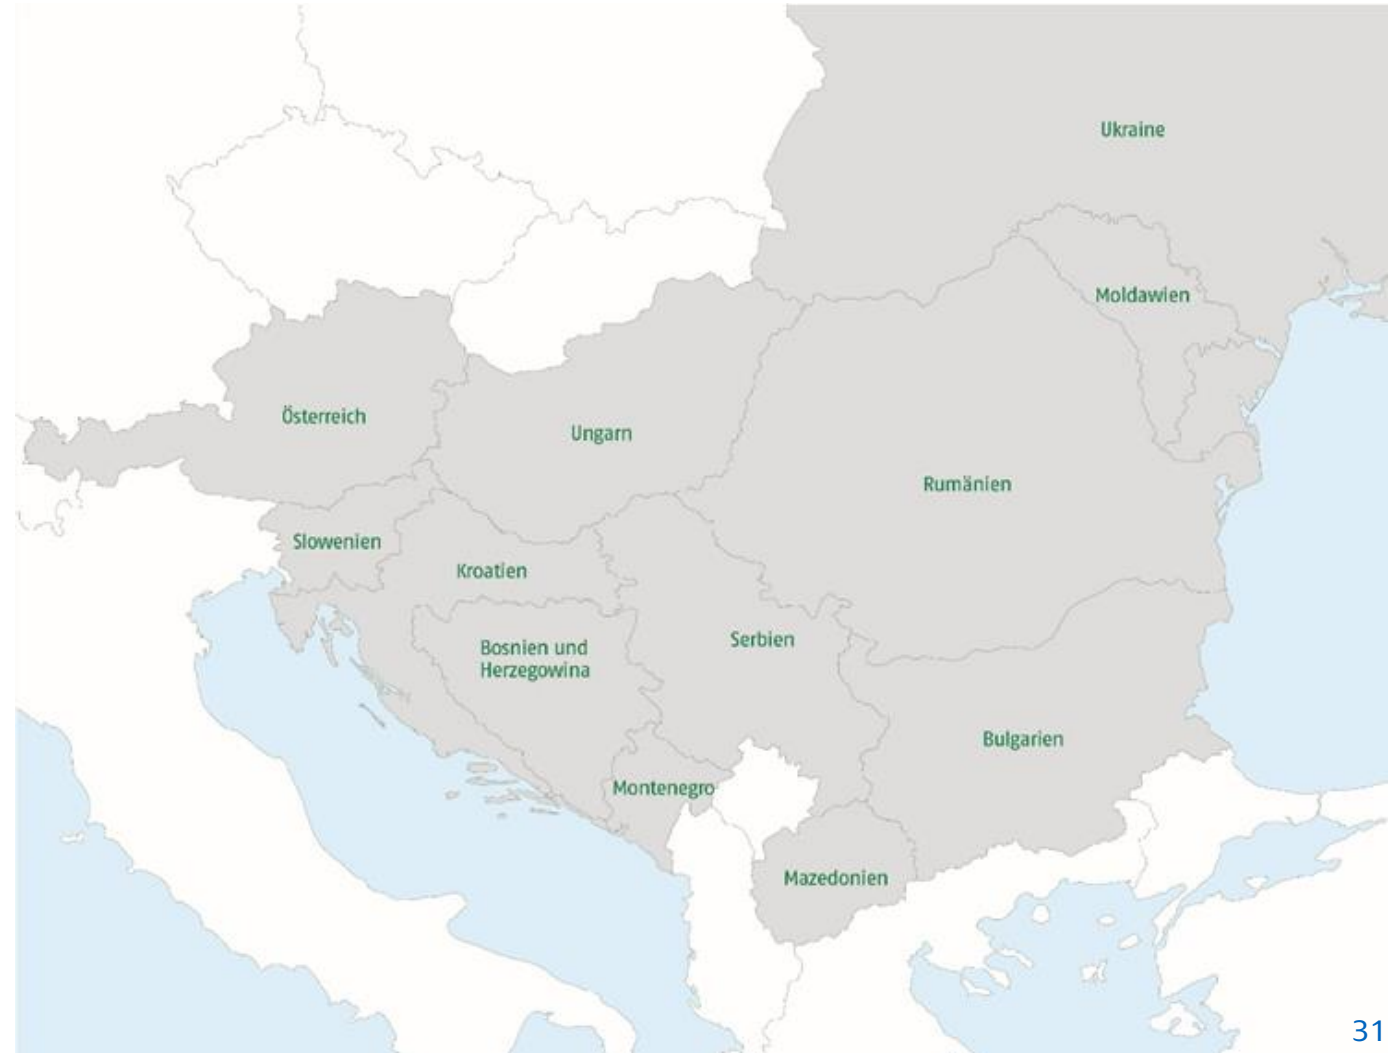 Ukraine
Moldawien
Österreich
Ungarn
Rumänien
Slowenien
Kroatien
Bosnien und
Herzegowina
Serbien
Bulgarien
Montenegro
Mazedonien
31